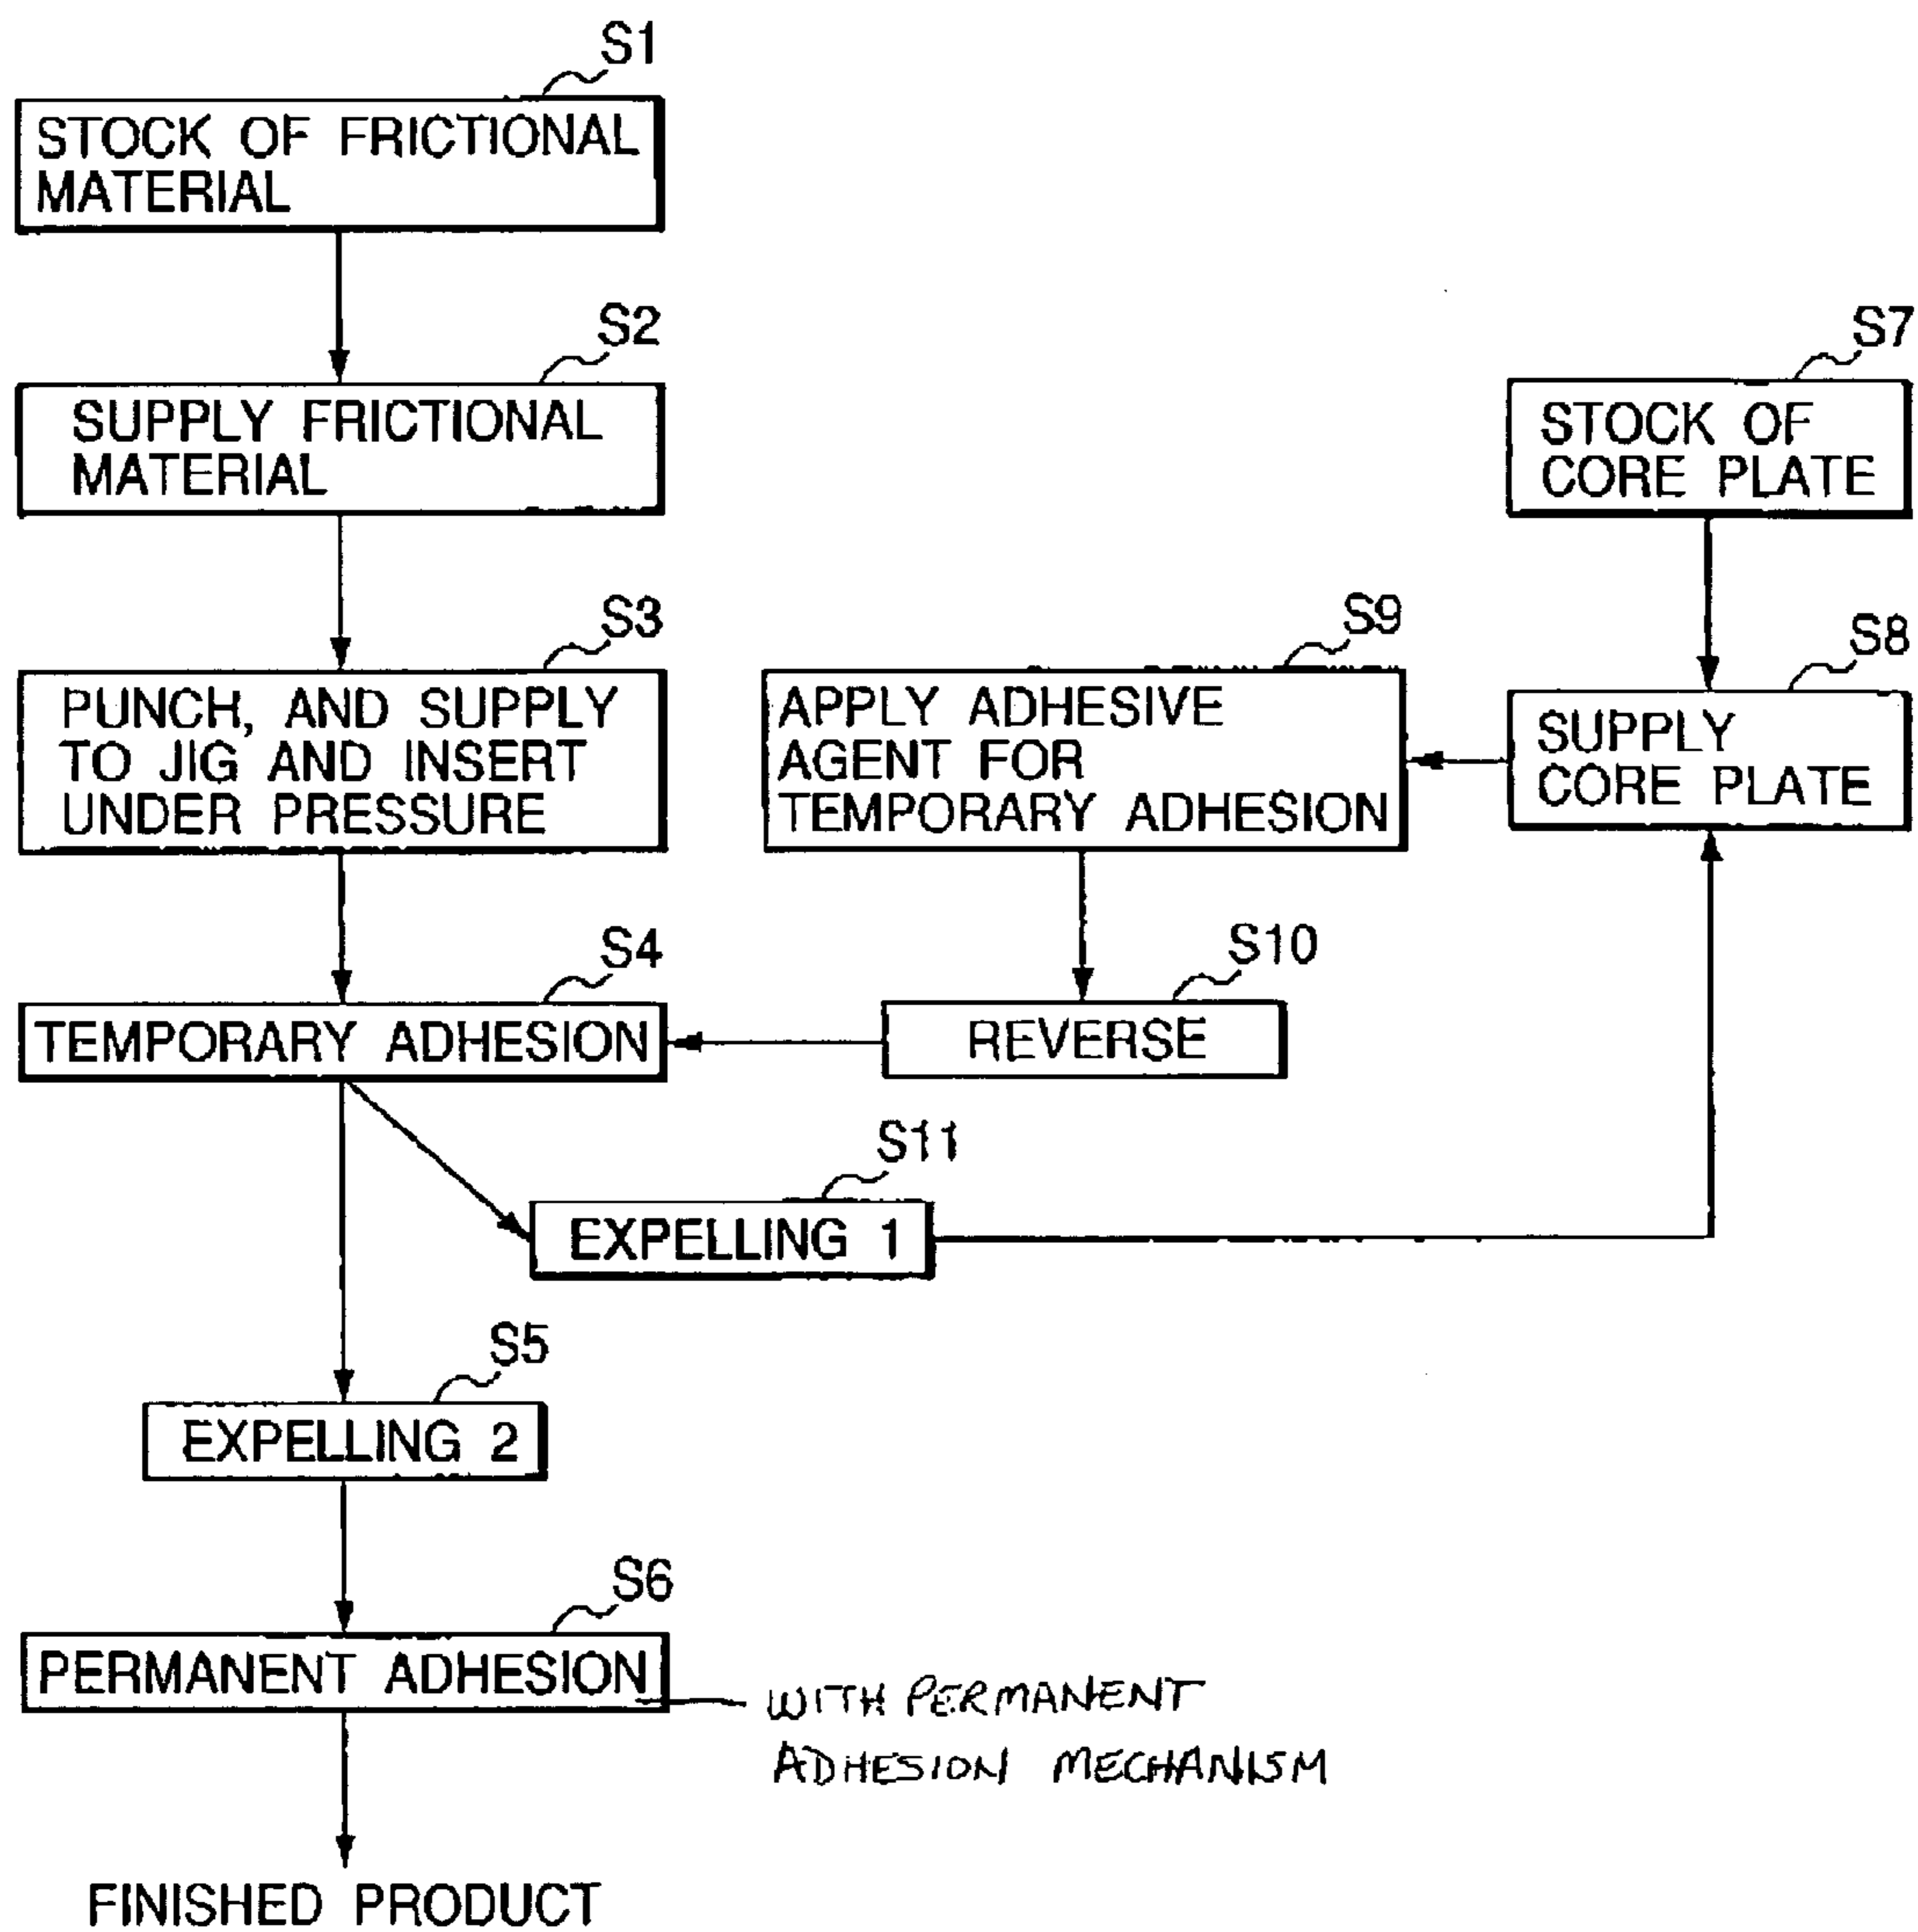 S1
STOCK OF FRICTIONAL
MATERIAL
S2
SUPPLY FRICTIONAL
MATERIAL
S7
STOCK OF
CORE PLATE
S3
PUNCH, AND SUPPLY
TO JIG AND INSERT
UNDER PRESSURE
S9
APPLY ADHESIVE
AGENT FOR
TEMPORARY ADHESION
S8
SUPPLY
CORE PLATE
S4
TEMPORARY ADHESION
S10
REVERSE
S11
EXPELLING 1
S5
EXPELLING 2
S6
PERMANENT ADHESION
WITH PERMANENT
ADHESION MECHANISM
FINISHED PRODUCT